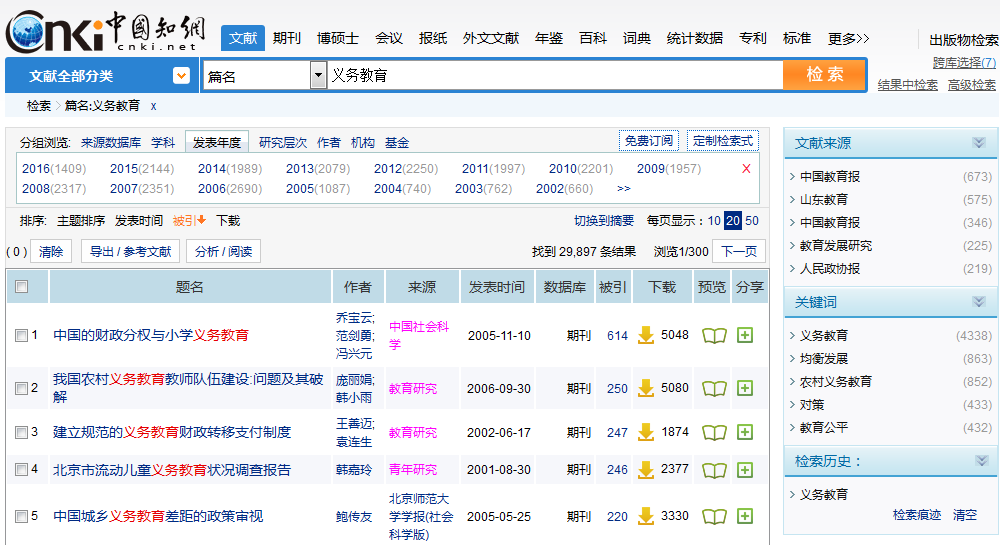 Cnki中國知網
cnki.net
文献 期刊 博硕士 会议 报纸 外文文献 年鉴 百科 词典 统计数据 专利 标准 更多>>
出版物检索
文献全部分类 篇名 义务教育 检 索
跨库选择(7)
结果中检索 高级检索
检索 > 篇名:义务教育 x
分组浏览: 来源数据库 学科 发表年度 研究层次 作者 机构 基金 免费订阅 定制检索式
2016(1409) 2015(2144) 2014(1989) 2013(2079) 2012(2250) 2011(1997) 2010(2201) 2009(1957) X
2008(2317) 2007(2351) 2006(2690) 2005(1087) 2004(740) 2003(762) 2002(660) >>
排序: 主题排序 发表时间 被引 下载 切换到摘要 每页显示：10 20 50
( 0 ) 清除 导出 / 参考文献 分析 / 阅读 找到 29,897 条结果 浏览1/300 下一页
题名 作者 来源 发表时间 数据库 被引 下载 预览 分享
1 中国的财政分权与小学义务教育 乔宝云; 范剑勇; 冯兴元 中国社会科学 2005-11-10 期刊 614 5048
2 我国农村义务教育教师队伍建设:问题及其破解 庞丽娟; 韩小雨 教育研究 2006-09-30 期刊 250 5080
3 建立规范的义务教育财政转移支付制度 王善迈; 袁连生 教育研究 2002-06-17 期刊 247 1874
4 北京市流动儿童义务教育状况调查报告 韩嘉玲 青年研究 2001-08-30 期刊 246 2377
5 中国城乡义务教育差距的政策审视 鲍传友 北京师范大学学报(社会科学版) 2005-05-25 期刊 220 3330
文献来源
> 中国教育报 (673)
> 山东教育 (575)
> 中国教育报 (346)
> 教育发展研究 (225)
> 人民政协报 (219)
关键词
> 义务教育 (4338)
> 均衡发展 (863)
> 农村义务教育 (852)
> 对策 (433)
> 教育公平 (432)
检索历史：
> 义务教育
检索痕迹 清空